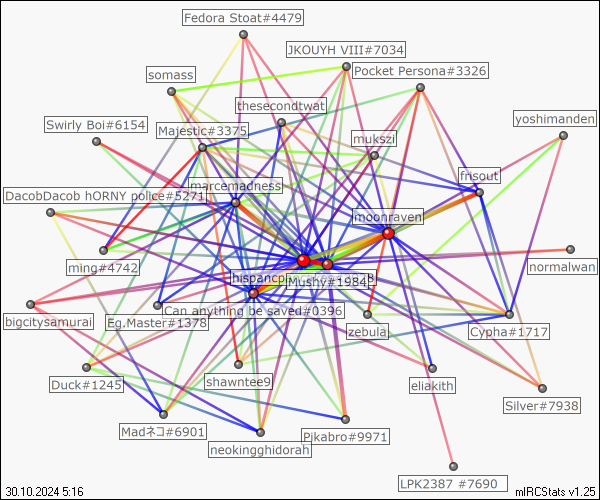 Fedora Stoat#4479
JKOUYH VIII#7034
Pocket Persona#3326
somass
thesecondtwat
yoshimanden
Swirly Boi#6154
Majestic#3375
mukszi
frisout
marcemadness
DacobDacob hORNY police#5271
moonraven
ming#4742
normalwan
hispancp
Mushy#1984
Can anything be saved#0396
bigcitysamurai
Eg.Master#1378
zebula
Cypha#1717
shawntee9
eliakith
Duck#1245
Silver#7938
Madネコ#6901
Pikabro#9971
neokingghidorah
LPK2387 #7690
30.10.2024 5:16
mIRCStats v1.25